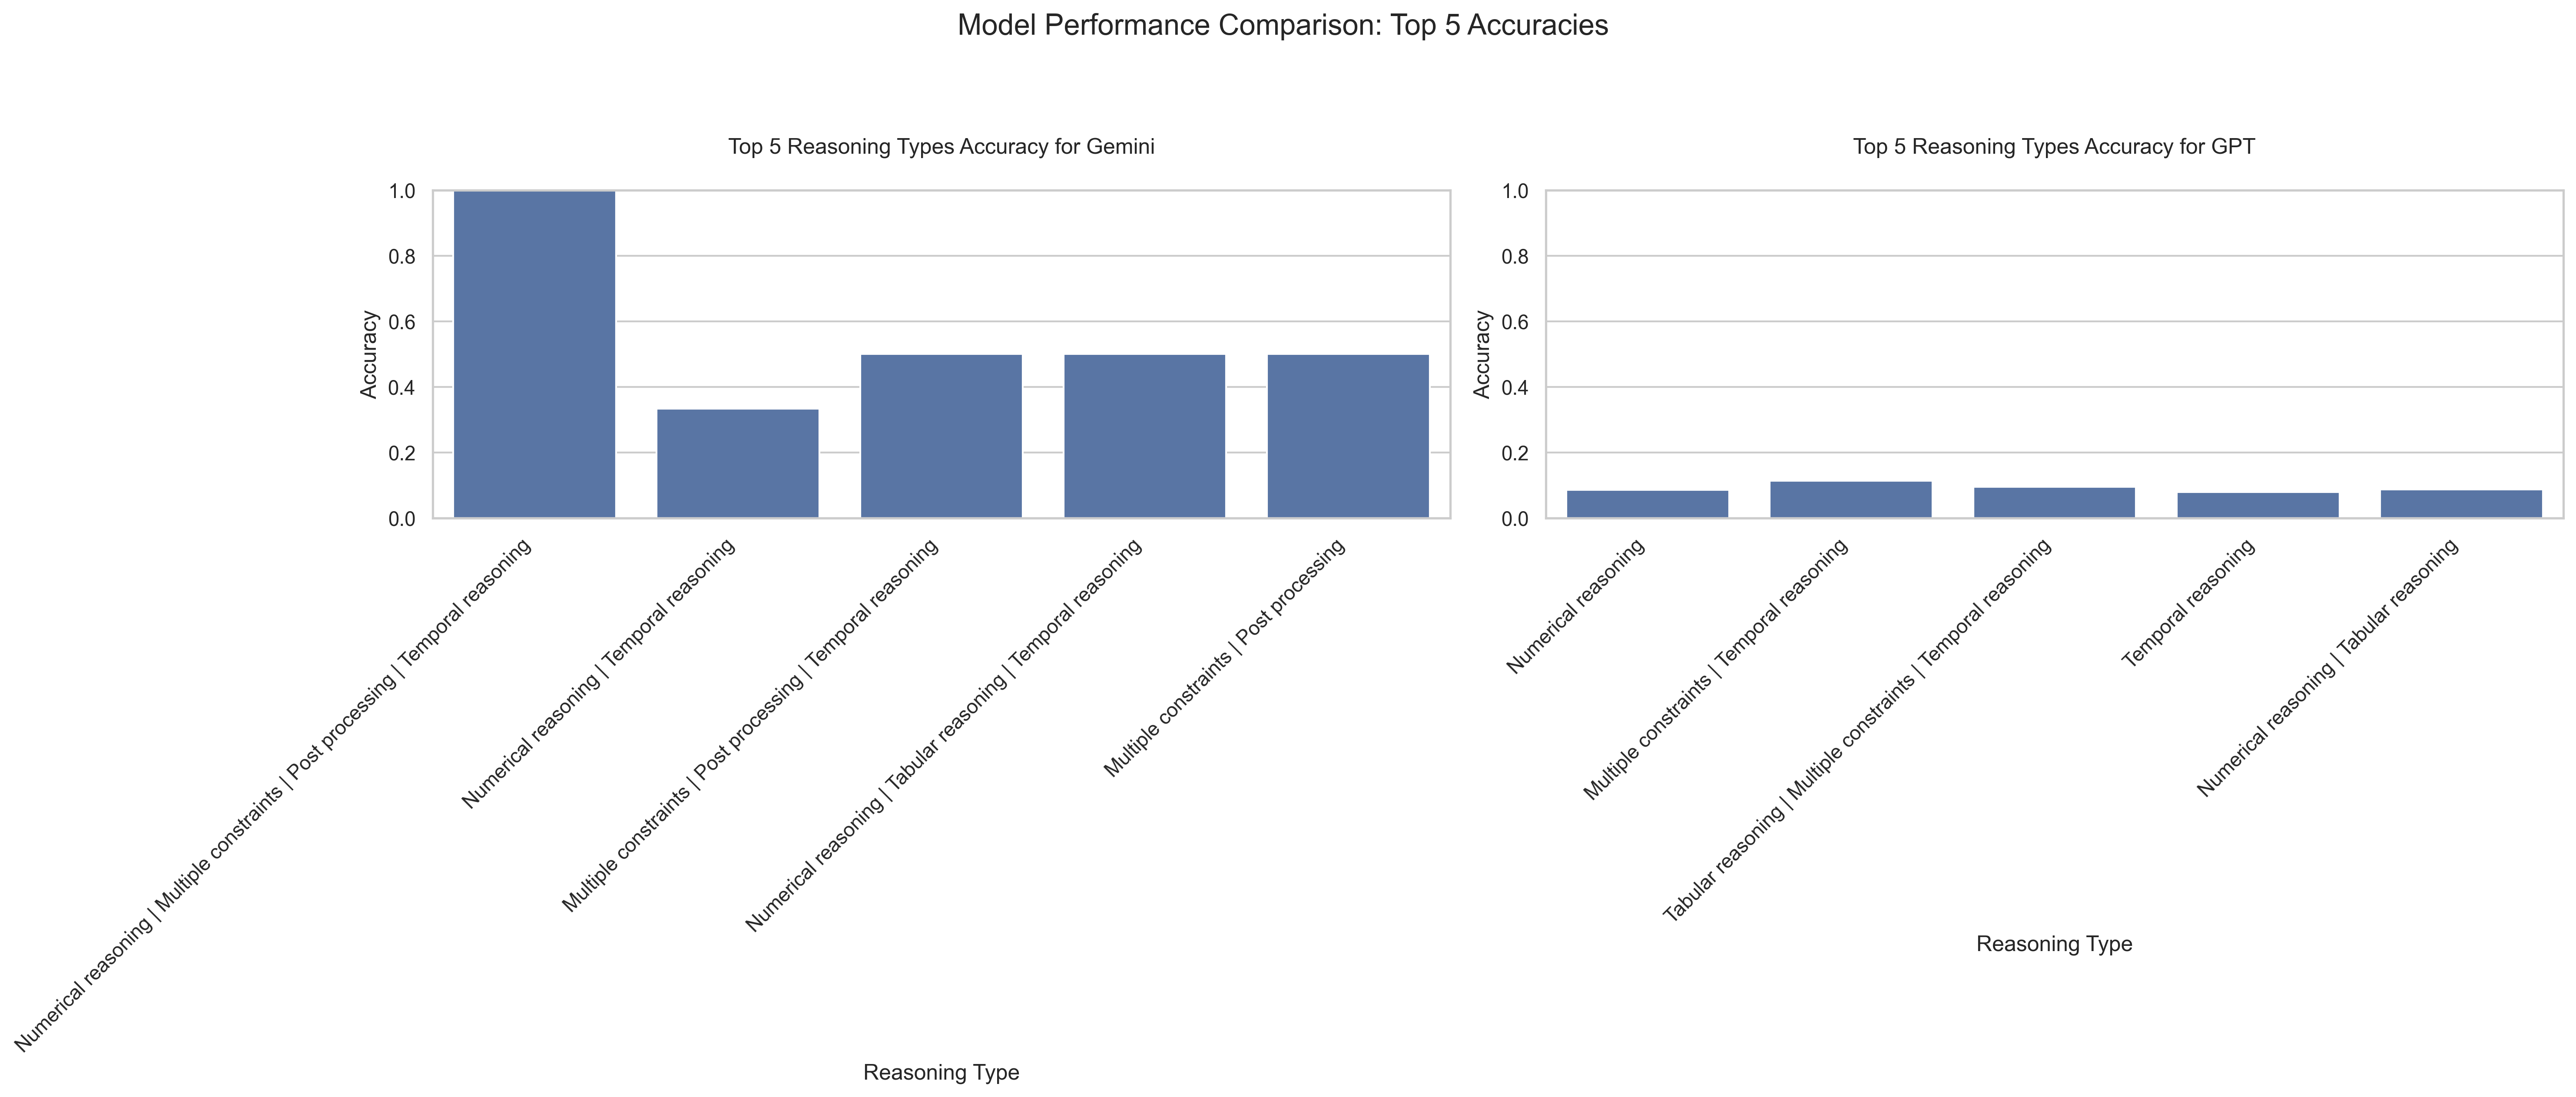 Model Performance Comparison: Top 5 Accuracies
Top 5 Reasoning Types Accuracy for Gemini
1.0
0.8
0.6
0.4
0.2
0.0
Accuracy
Numerical reasoning | Multiple constraints | Post processing | Temporal reasoning
Numerical reasoning | Temporal reasoning
Multiple constraints | Post processing | Temporal reasoning
Numerical reasoning | Tabular reasoning | Temporal reasoning
Multiple constraints | Post processing
Reasoning Type
Top 5 Reasoning Types Accuracy for GPT
1.0
0.8
0.6
0.4
0.2
0.0
Accuracy
Numerical reasoning
Multiple constraints | Temporal reasoning
Tabular reasoning | Multiple constraints | Temporal reasoning
Temporal reasoning
Numerical reasoning | Tabular reasoning
Reasoning Type